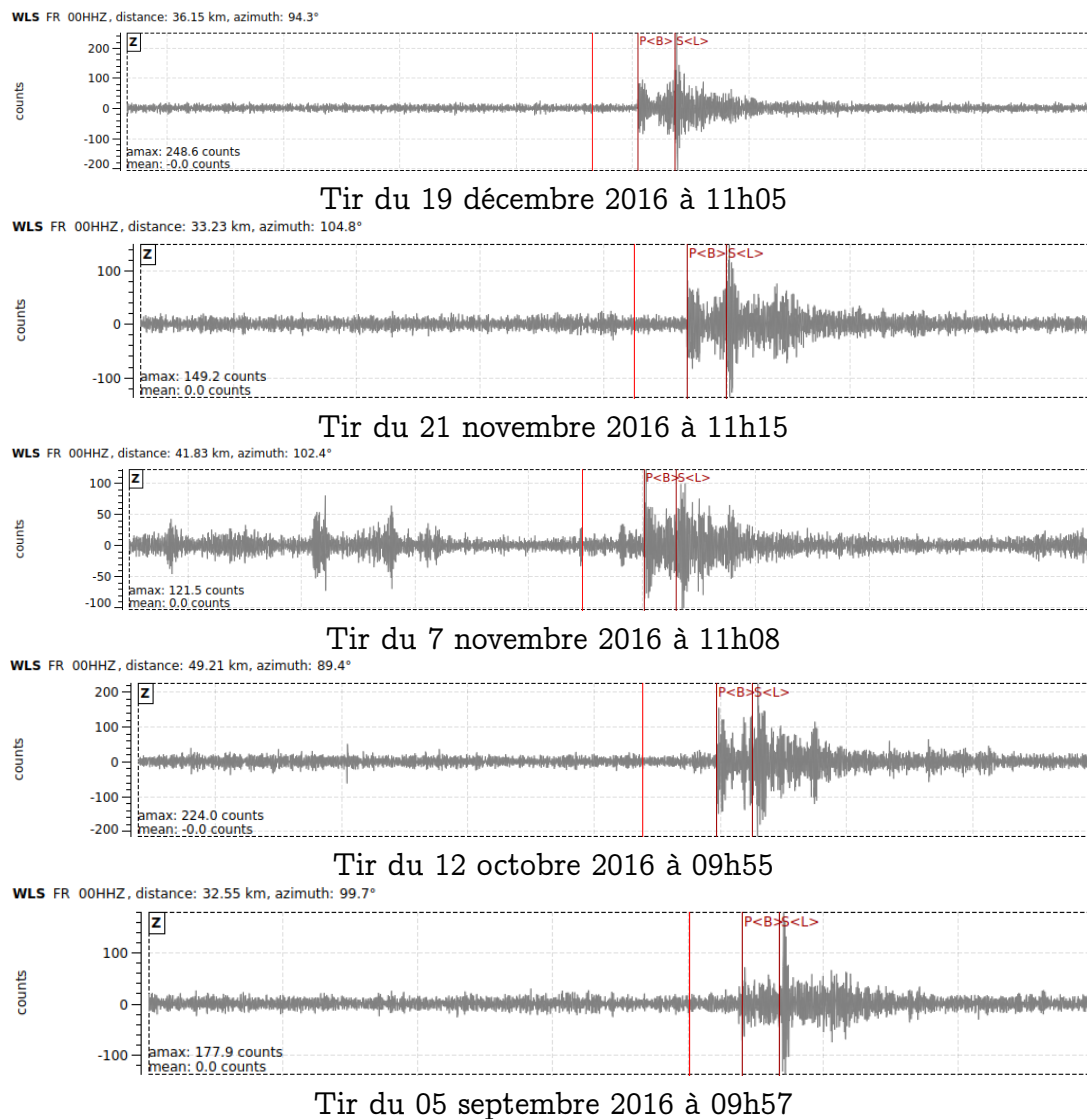 WLS FR 00HHZ, distance: 36.15 km, azimuth: 94.3°
Z
P<B> S<L>
200
100
0
-100
-200
counts
amax: 248.6 counts
mean: -0.0 counts
Tir du 19 décembre 2016 à 11h05
WLS FR 00HHZ, distance: 33.23 km, azimuth: 104.8°
Z
P<B> S<L>
100
0
-100
counts
amax: 149.2 counts
mean: 0.0 counts
Tir du 21 novembre 2016 à 11h15
WLS FR 00HHZ, distance: 41.83 km, azimuth: 102.4°
Z
P<B> S<L>
100
50
0
-50
-100
counts
amax: 121.5 counts
mean: 0.0 counts
Tir du 7 novembre 2016 à 11h08
WLS FR 00HHZ, distance: 49.21 km, azimuth: 89.4°
Z
P<B> S<L>
200
100
0
-100
-200
counts
amax: 224.0 counts
mean: -0.0 counts
Tir du 12 octobre 2016 à 09h55
WLS FR 00HHZ, distance: 32.55 km, azimuth: 99.7°
Z
P<B> S<L>
100
0
-100
counts
amax: 177.9 counts
mean: 0.0 counts
Tir du 05 septembre 2016 à 09h57